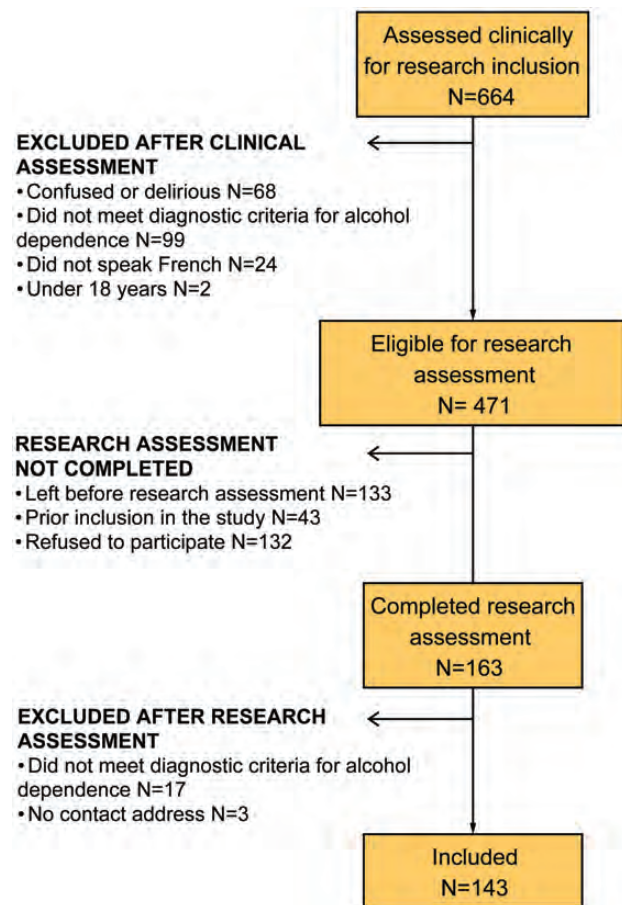 Assessed clinically
for research inclusion
N=664
EXCLUDED AFTER CLINICAL
ASSESSMENT
• Confused or delirious N=68
• Did not meet diagnostic criteria for alcohol
dependence N=99
• Did not speak French N=24
• Under 18 years N=2
Eligible for research
assessment
N= 471
RESEARCH ASSESSMENT
NOT COMPLETED
• Left before research assessment N=133
• Prior inclusion in the study N=43
• Refused to participate N=132
Completed research
assessment
N=163
EXCLUDED AFTER RESEARCH
ASSESSMENT
• Did not meet diagnostic criteria for alcohol
dependence N=17
• No contact address N=3
Included
N=143